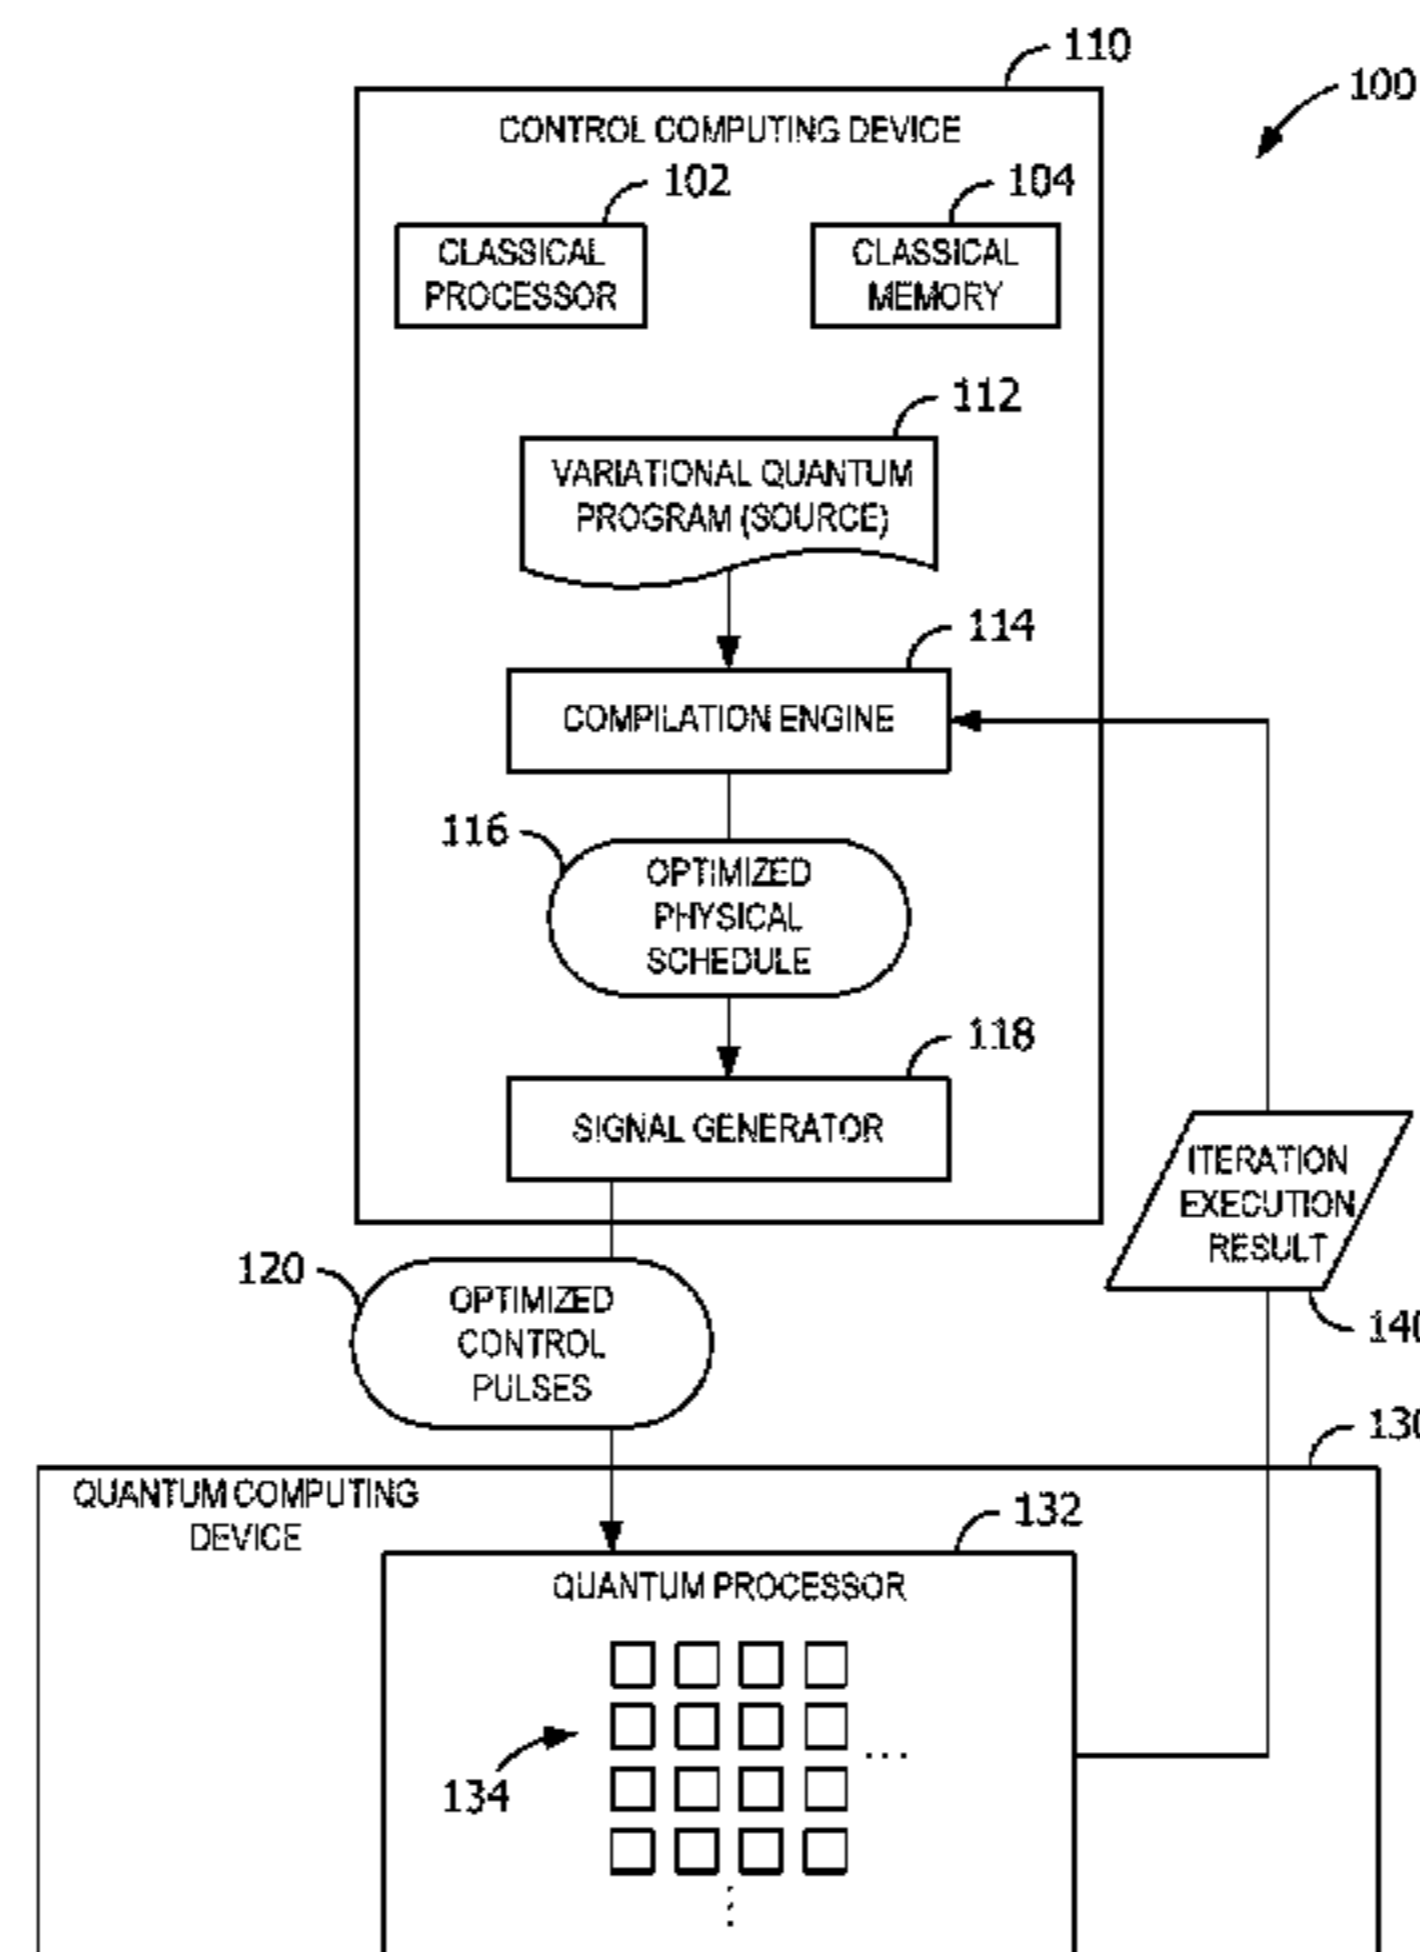 110
100
CONTROL COMPUTING DEVICE
102
104
CLASSICAL
PROCESSOR
CLASSICAL
MEMORY
112
VARIATIONAL QUANTUM
PROGRAM (SOURCE)
114
COMPILATION ENGINE
116
OPTIMIZED
PHYSICAL
SCHEDULE
118
SIGNAL GENERATOR
ITERATION
EXECUTION
RESULT
120
OPTIMIZED
CONTROL
PULSES
140
130
QUANTUM COMPUTING
DEVICE
132
QUANTUM PROCESSOR
...
134